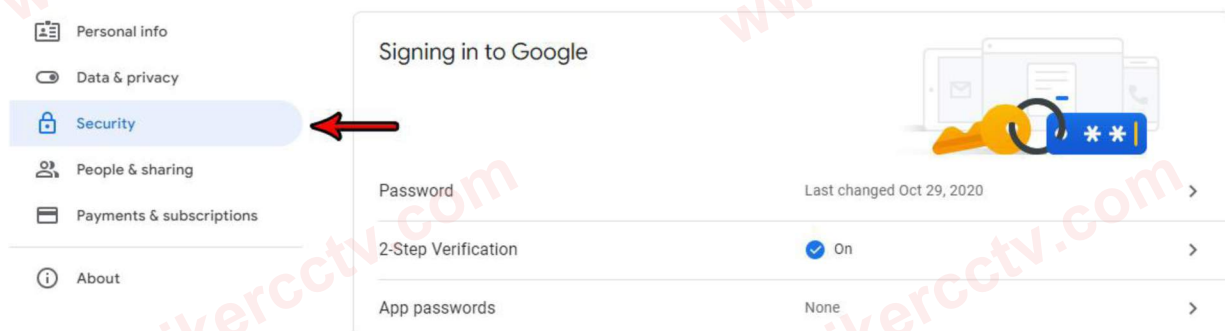 Personal info
Data & privacy
Security
People & sharing
Payments & subscriptions
About
Signing in to Google
**|
Password Last changed Oct 29, 2020
2-Step Verification On
App passwords None